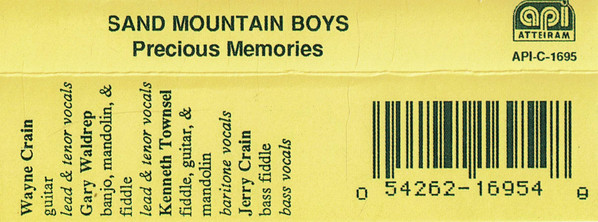 SAND MOUNTAIN BOYS
Precious Memories
api
ATTEIRAM
API-C-1695
Wayne Crain
guitar
lead & tenor vocals
Gary Waldrep
banjo, mandolin, &
fiddle
lead & tenor vocals
Kenneth Townsel
fiddle, guitar, &
mandolin
baritone vocals
Jerry Crain
bass fiddle
bass vocals
0 54262-16954 8